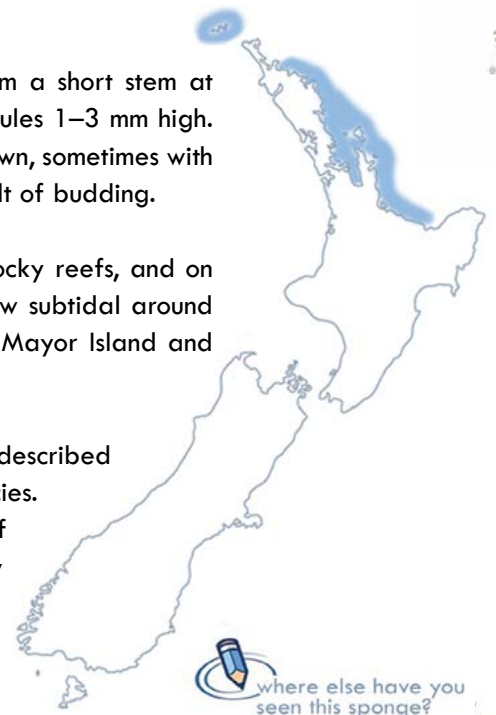 m a short stem at
ules 1–3 mm high.
wn, sometimes with
lt of budding.
ocky reefs, and on
w subtidal around
Mayor Island and
described
ies.
f
where else have you
seen this sponge?